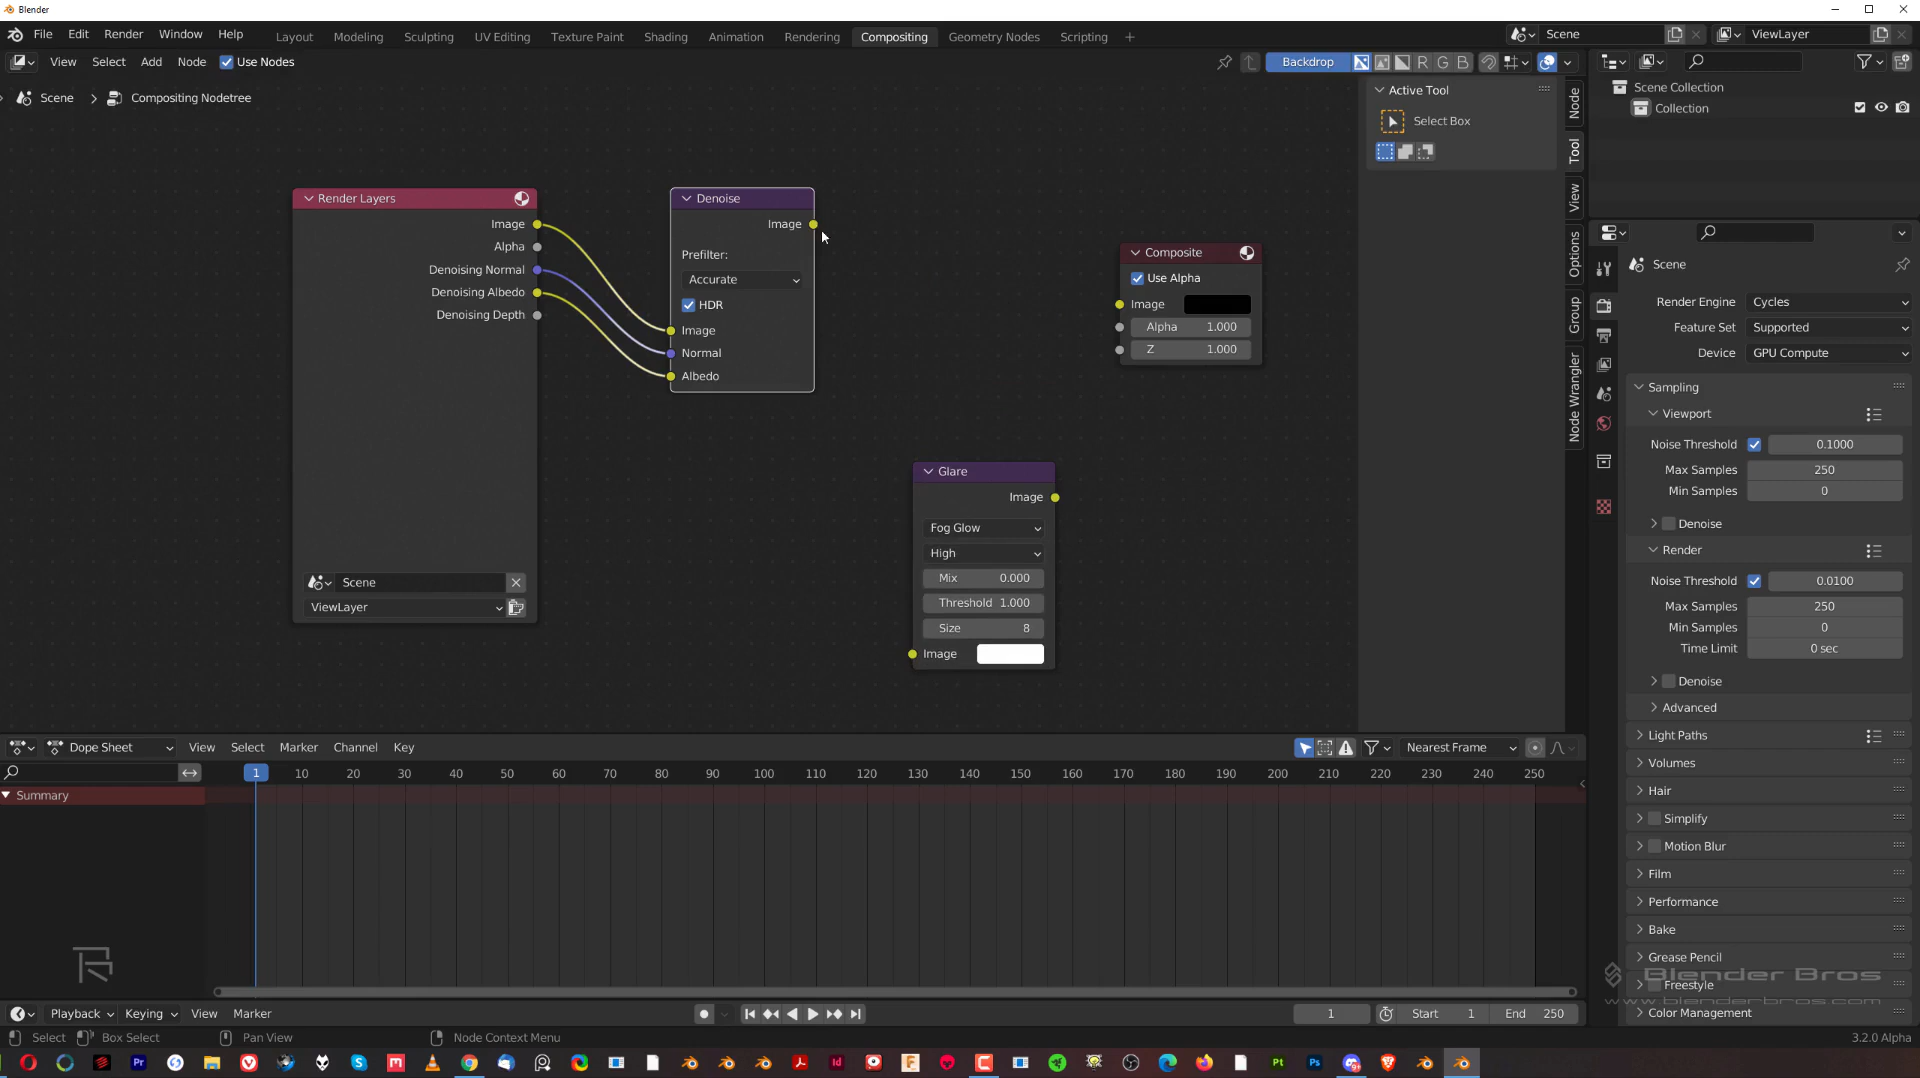 Blender
File Edit Render Window Help Layout Modeling Sculpting UV Editing Texture Paint Shading Animation Rendering Compositing Geometry Nodes Scripting + Scene ViewLayer
View Select Add Node Use Nodes Backdrop R G B
Scene > Compositing Nodetree
Active Tool
Select Box
Node
Tool
View
Options
Group
Node Wrangler
Scene Collection
Collection
Render Layers
Image
Alpha
Denoising Normal
Denoising Albedo
Denoising Depth
Scene
ViewLayer
Denoise
Image
Prefilter:
Accurate
HDR
Image
Normal
Albedo
Composite
Use Alpha
Image
Alpha 1.000
Z 1.000
Glare
Image
Fog Glow
High
Mix 0.000
Threshold 1.000
Size 8
Image
Scene
Render Engine Cycles
Feature Set Supported
Device GPU Compute
Sampling
Viewport
Noise Threshold 0.1000
Max Samples 250
Min Samples 0
Denoise
Render
Noise Threshold 0.0100
Max Samples 250
Min Samples 0
Time Limit 0 sec
Denoise
Advanced
Light Paths
Volumes
Hair
Simplify
Motion Blur
Film
Performance
Bake
Grease Pencil
Blender Bros
Freestyle
www.blenderbros.com
Color Management
Dope Sheet View Select Marker Channel Key Nearest Frame
1 10 20 30 40 50 60 70 80 90 100 110 120 130 140 150 160 170 180 190 200 210 220 230 240 250
Summary
Playback Keying View Marker 1 Start 1 End 250
Select Box Select Pan View Node Context Menu 3.2.0 Alpha
Pr Id Pt Ps